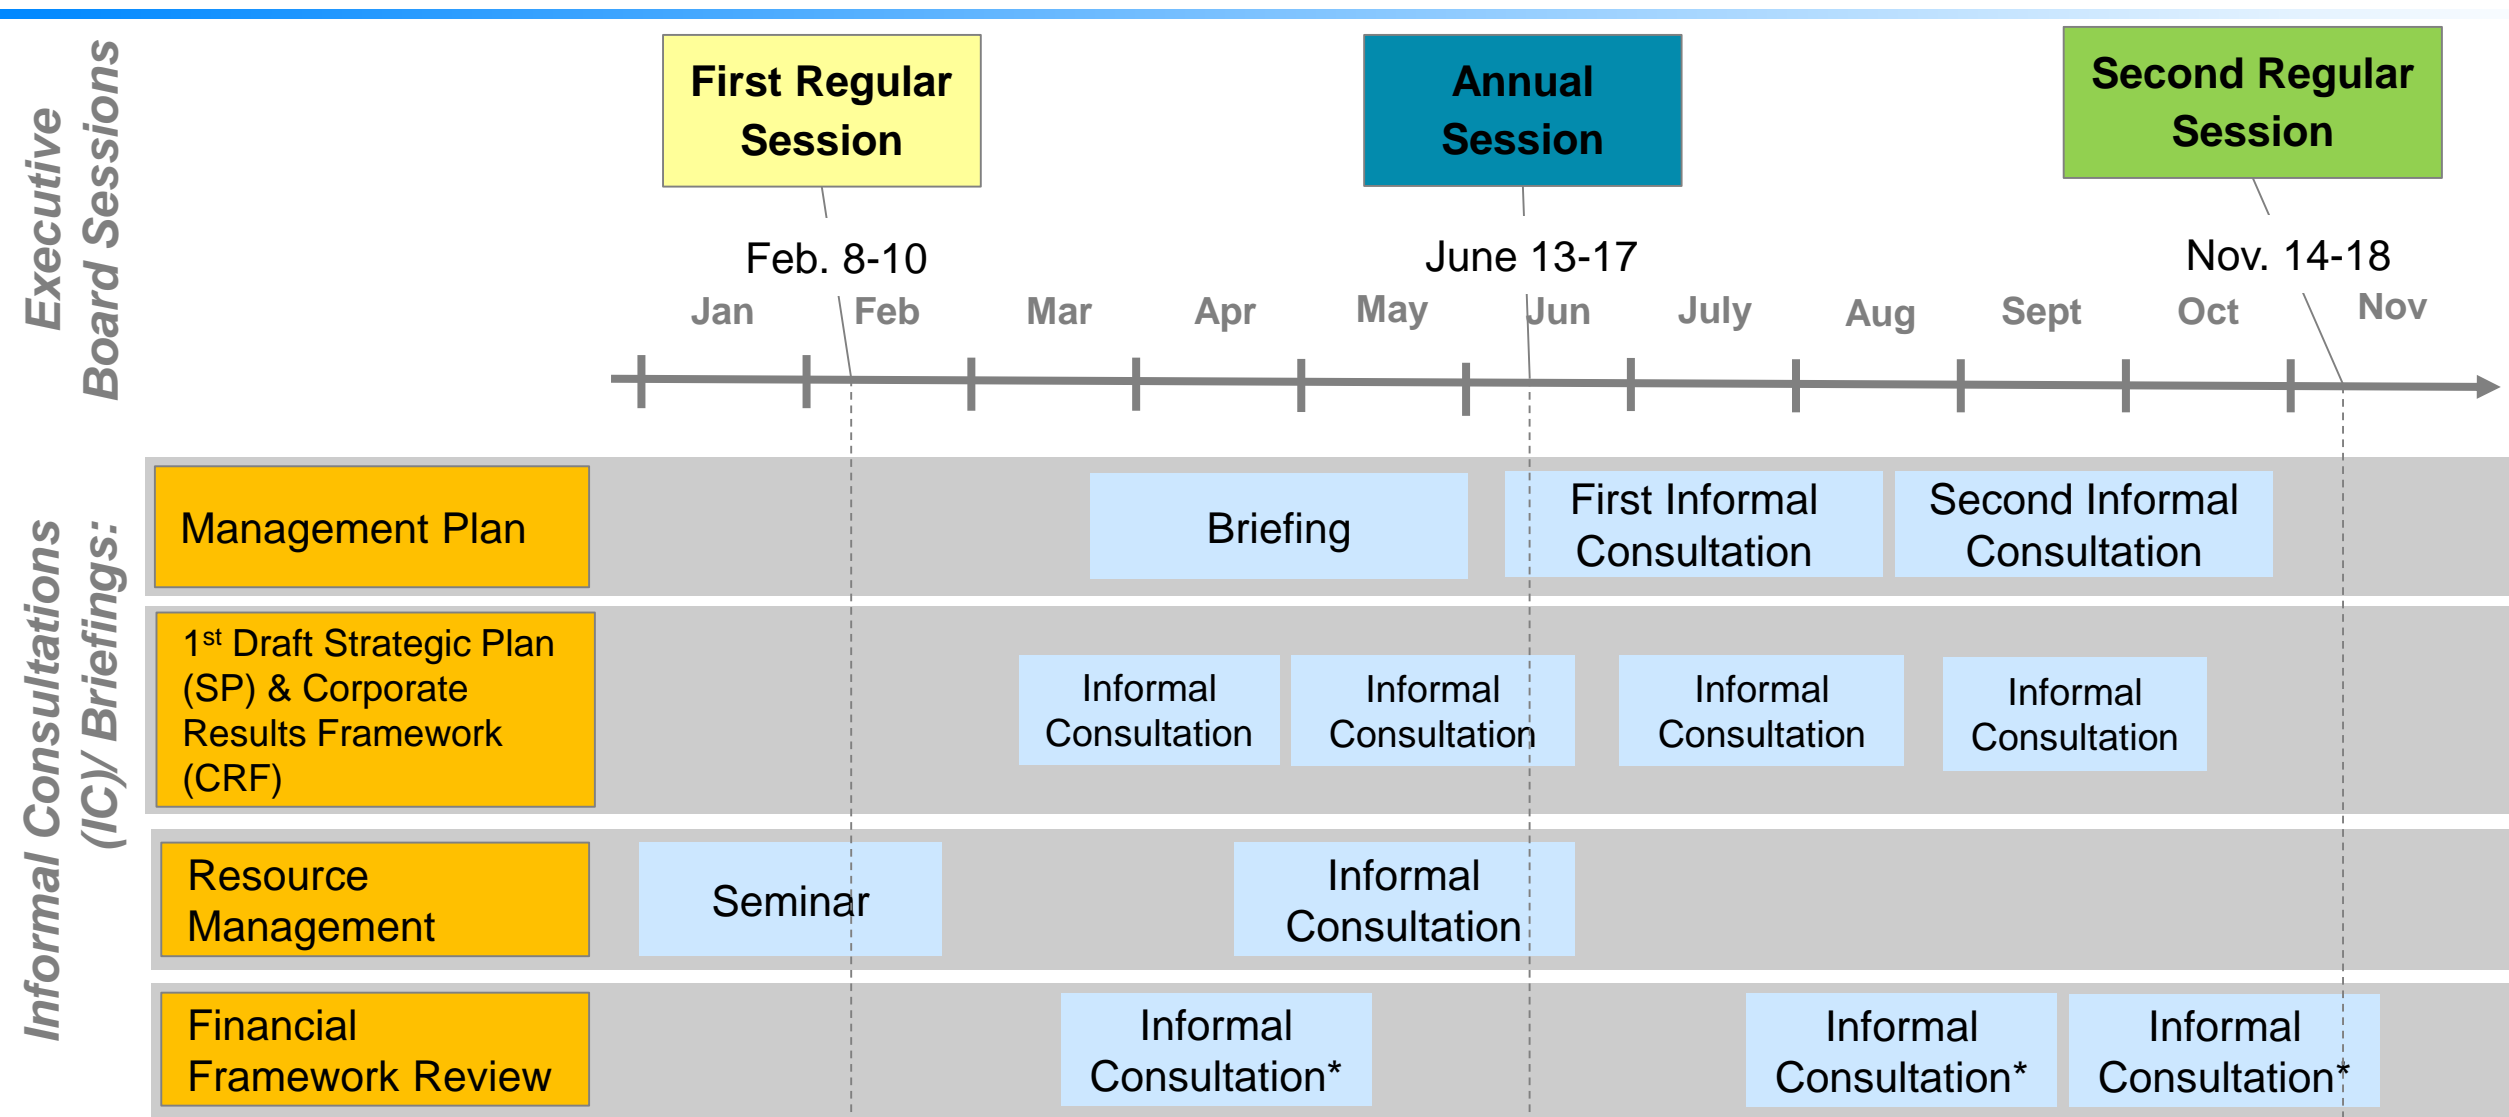 Executive
Board Sessions
First Regular
Session
Annual
Session
Second Regular
Session
Feb. 8-10
June 13-17
Nov. 14-18
Jan
Feb
Mar
Apr
May
Jun
July
Aug
Sept
Oct
Nov
Informal Consultations
(IC)/ Briefings:
Management Plan
Briefing
First Informal
Consultation
Second Informal
Consultation
1st Draft Strategic Plan
(SP) & Corporate
Results Framework
(CRF)
Informal
Consultation
Informal
Consultation
Informal
Consultation
Informal
Consultation
Resource
Management
Seminar
Informal
Consultation
Financial
Framework Review
Informal
Consultation*
Informal
Consultation*
Informal
Consultation*